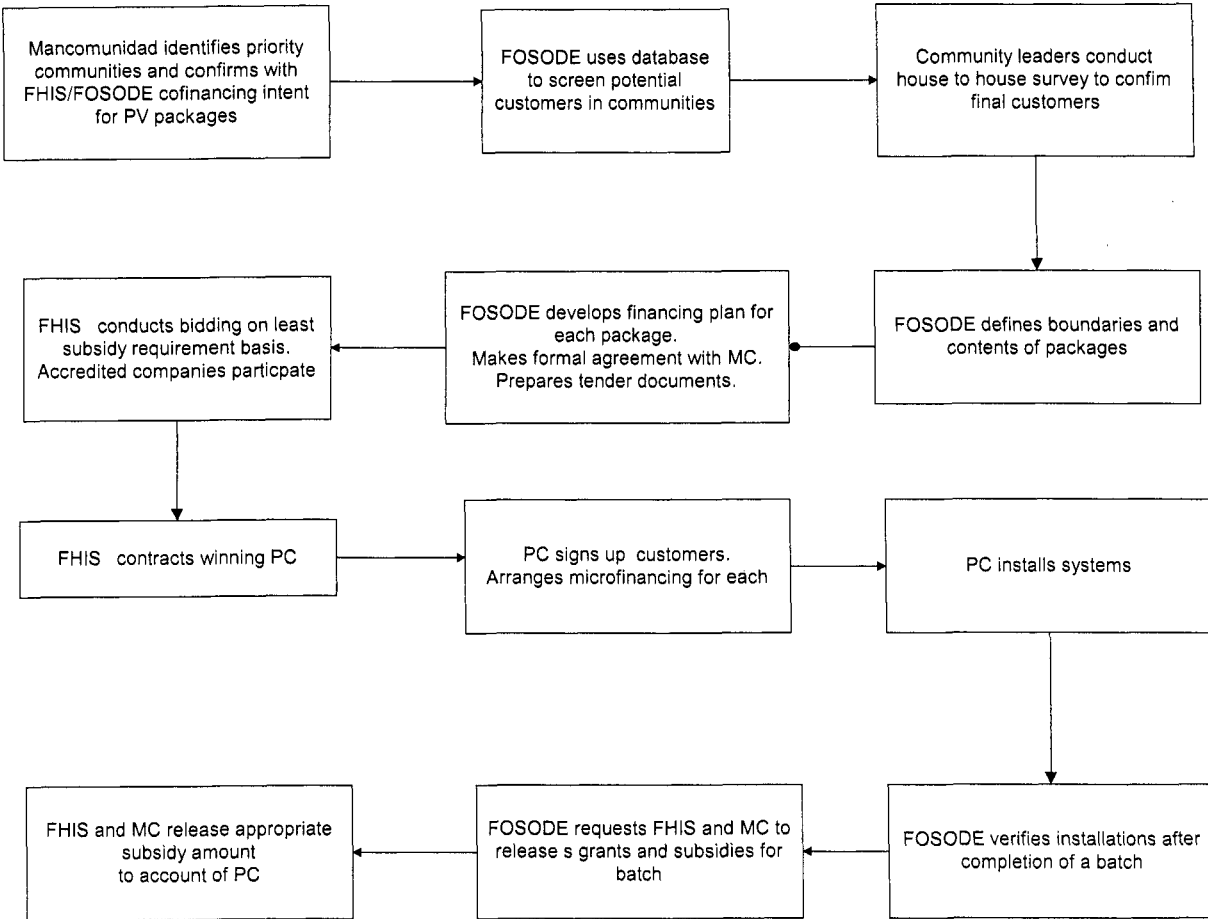 Mancomunidad identifies priority
communities and confirms with
FHIS/FOSODE cofinancing intent
for PV packages
FOSODE uses database
to screen potential
customers in communities
Community leaders conduct
house to house survey to confim
final customers
FOSODE defines boundaries and
contents of packages
FOSODE develops financing plan for
each package.
Makes formal agreement with MC.
Prepares tender documents.
FHIS conducts bidding on least
subsidy requirement basis.
Accredited companies particpate
FHIS contracts winning PC
PC signs up customers.
Arranges microfinancing for each
PC installs systems
FOSODE verifies installations after
completion of a batch
FOSODE requests FHIS and MC to
release s grants and subsidies for
batch
FHIS and MC release appropriate
subsidy amount
to account of PC